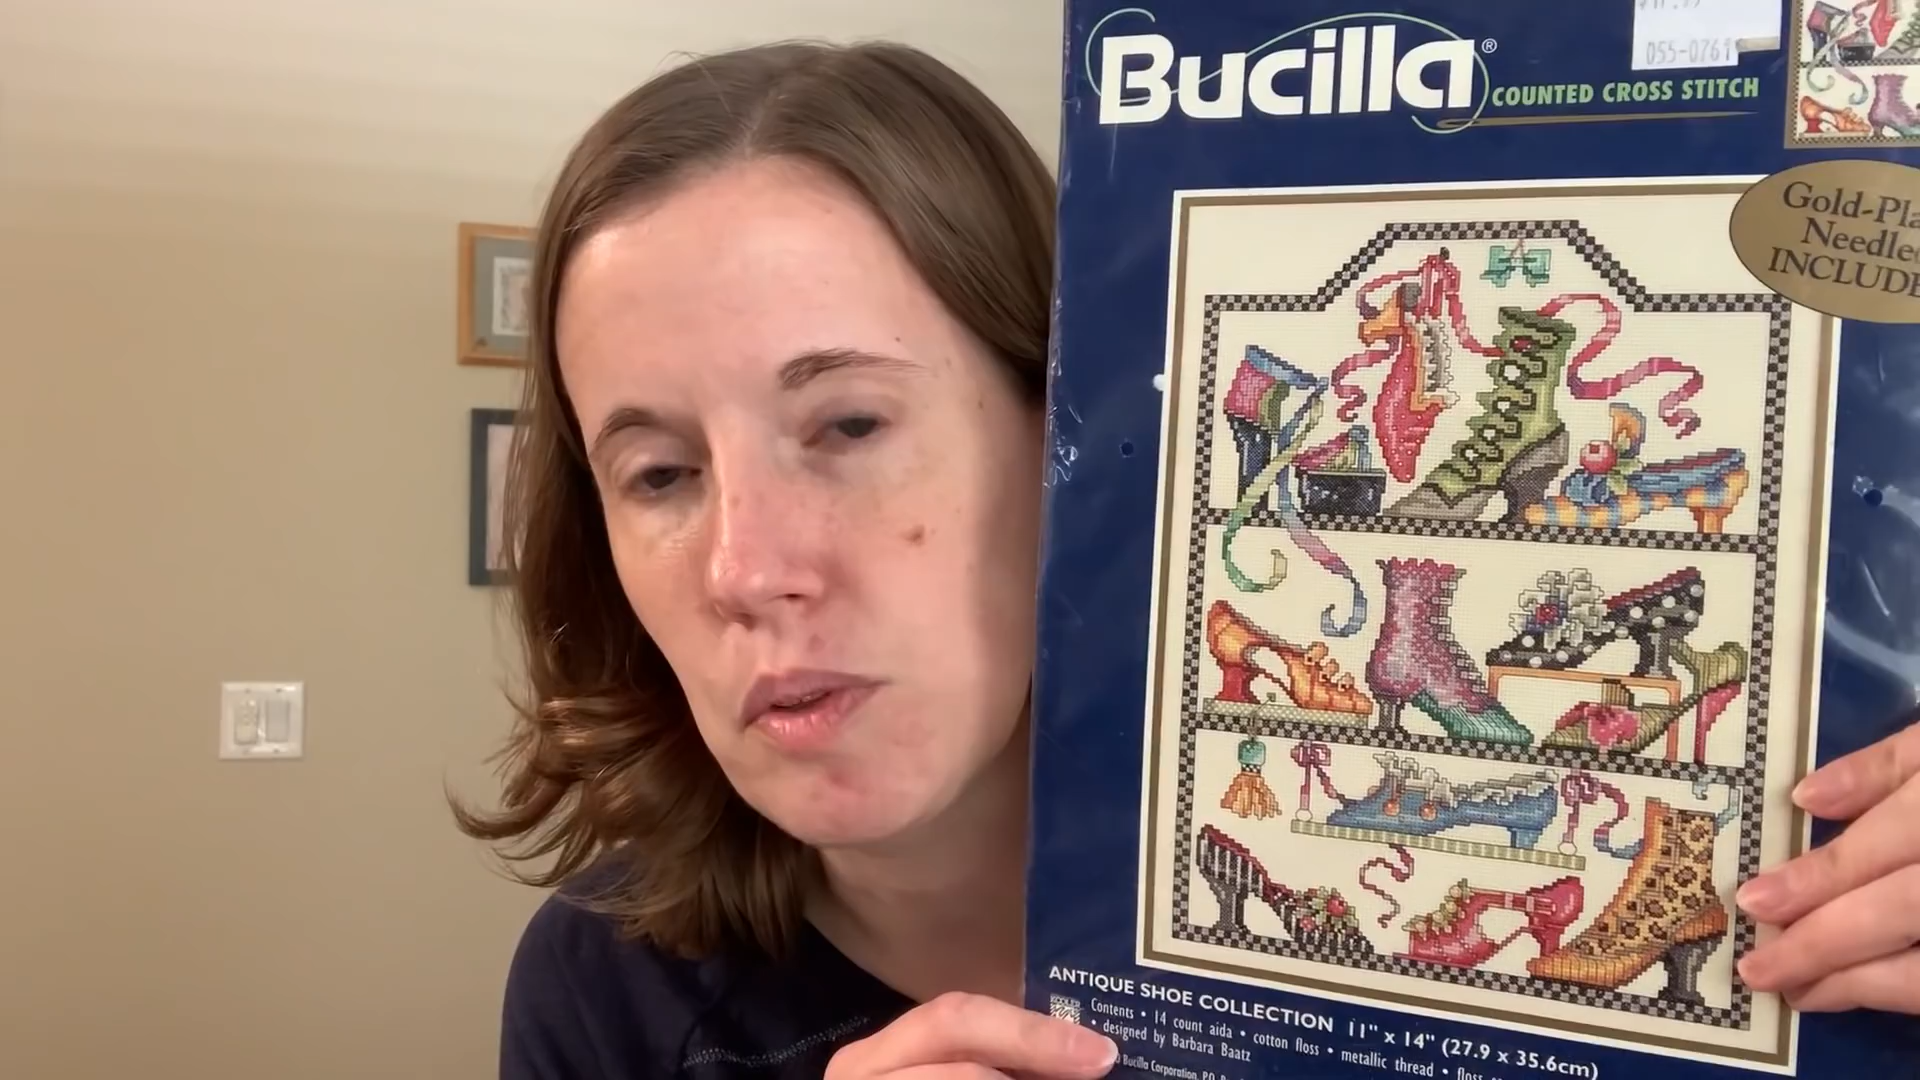 Bucilla®
COUNTED CROSS STITCH
055-0761
Gold-Pla
Needle
INCLUDE
ANTIQUE SHOE COLLECTION 11" x 14" (27.9 x 35.6cm)
Contents • 14 count aida • cotton floss • metallic thread •
• designed by Barbara Baatz
Bucilla Corporation, P.O.